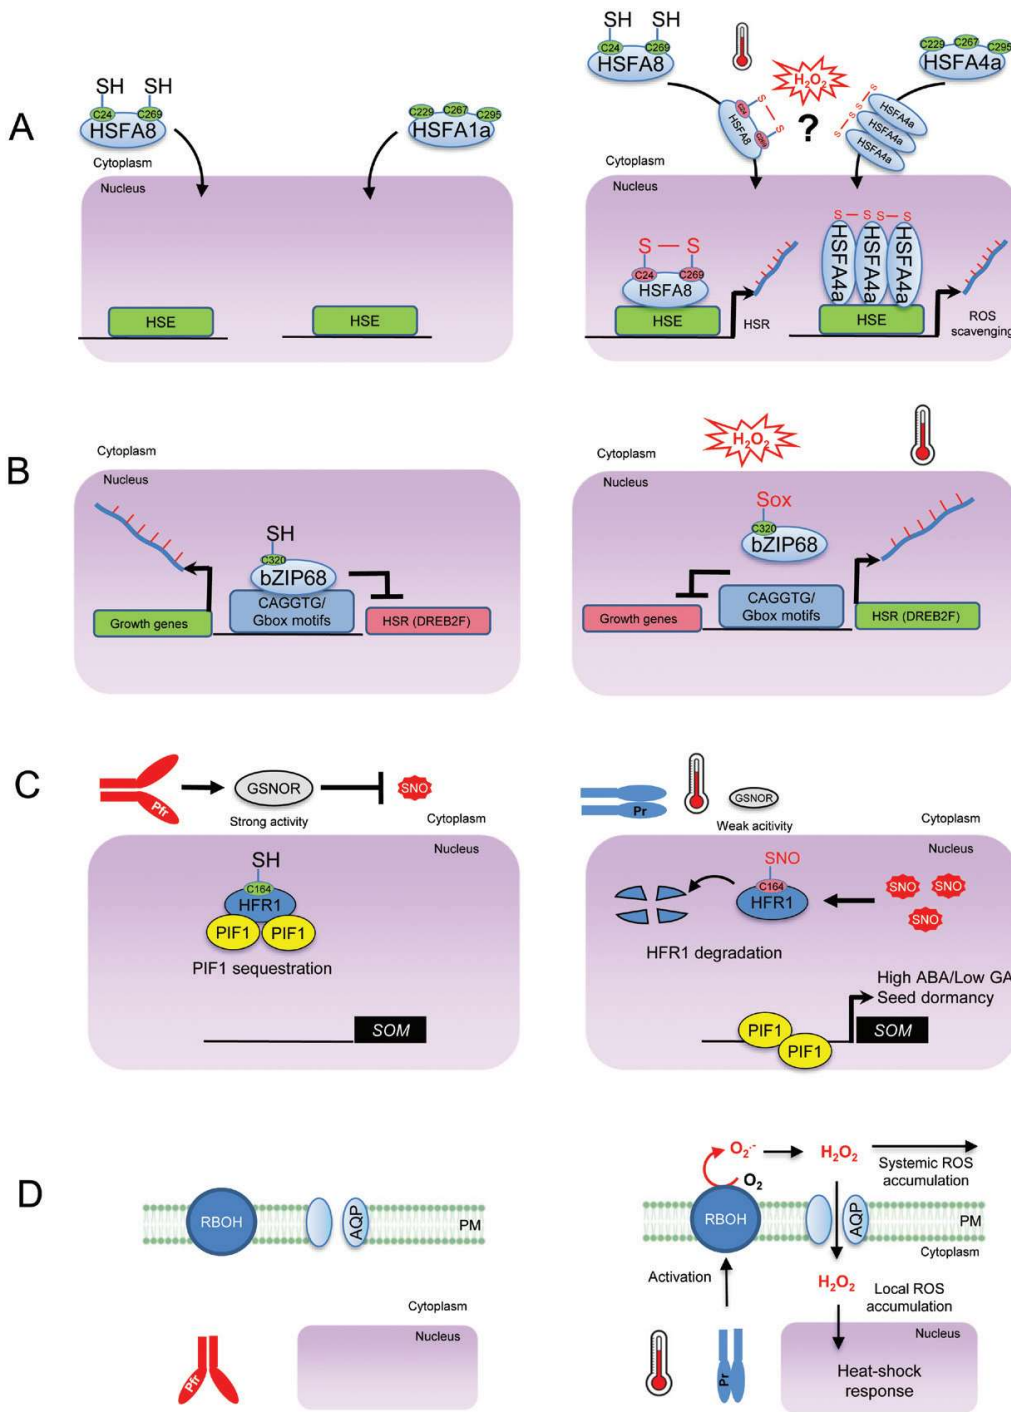 A
SH SH
C24 C269
HSFA8
C229 C267 C295
HSFA1a
Cytoplasm
Nucleus
HSE
HSE
SH SH
C24 C269
HSFA8
H2O2
C229 C267 C295
HSFA4a
S
S
C24
C269
HSFA8
?
S
S
S
S
HSFA4a
HSFA4a
HSFA4a
Cytoplasm
Nucleus
S S
C24 C269
HSFA8
HSE
HSR
S S S S
HSFA4a
HSFA4a
HSFA4a
HSE
ROS
scavenging
B
Cytoplasm
Nucleus
SH
C320
bZIP68
CAGGTG/
Gbox motifs
Growth genes
HSR (DREB2F)
H2O2
Cytoplasm
Nucleus
Sox
C320
bZIP68
CAGGTG/
Gbox motifs
Growth genes
HSR (DREB2F)
C
Pfr
GSNOR
Strong activity
SNO
Cytoplasm
Nucleus
SH
C164
HFR1
PIF1 PIF1
PIF1 sequestration
SOM
Pr
GSNOR
Weak acitivity
Cytoplasm
Nucleus
SNO
C164
HFR1
SNO SNO
SNO
HFR1 degradation
High ABA/Low GA
Seed dormancy
PIF1
PIF1
SOM
D
RBOH
AQP
PM
Cytoplasm
Nucleus
Pfr
O2·-
H2O2
O2
Systemic ROS
accumulation
RBOH
AQP
PM
Cytoplasm
Activation
H2O2
Local ROS
accumulation
Nucleus
Pr
Heat-shock
response